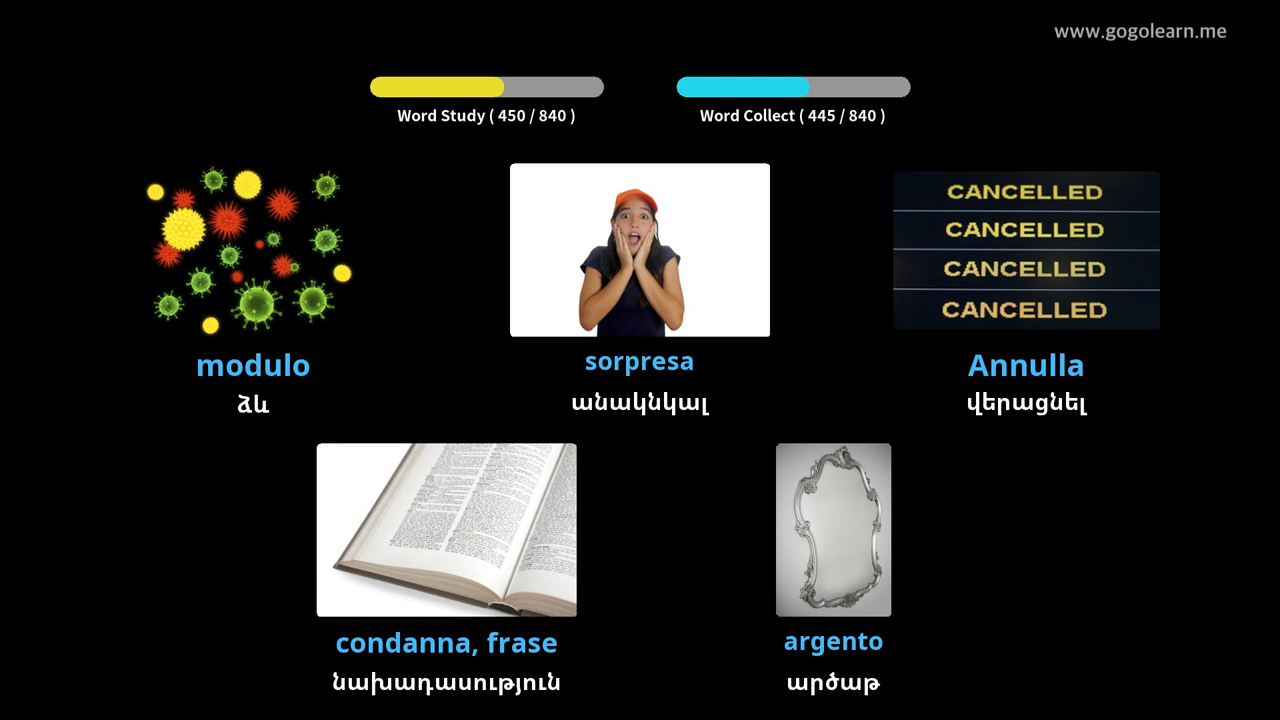 www.gogolearn.me
Word Study ( 450 / 840 )
Word Collect ( 445 / 840 )
CANCELLED
CANCELLED
CANCELLED
CANCELLED
modulo
ձև
sorpresa
անակնկալ
Annulla
վերացնել
condanna, frase
նախադասություն
argento
արծաթ